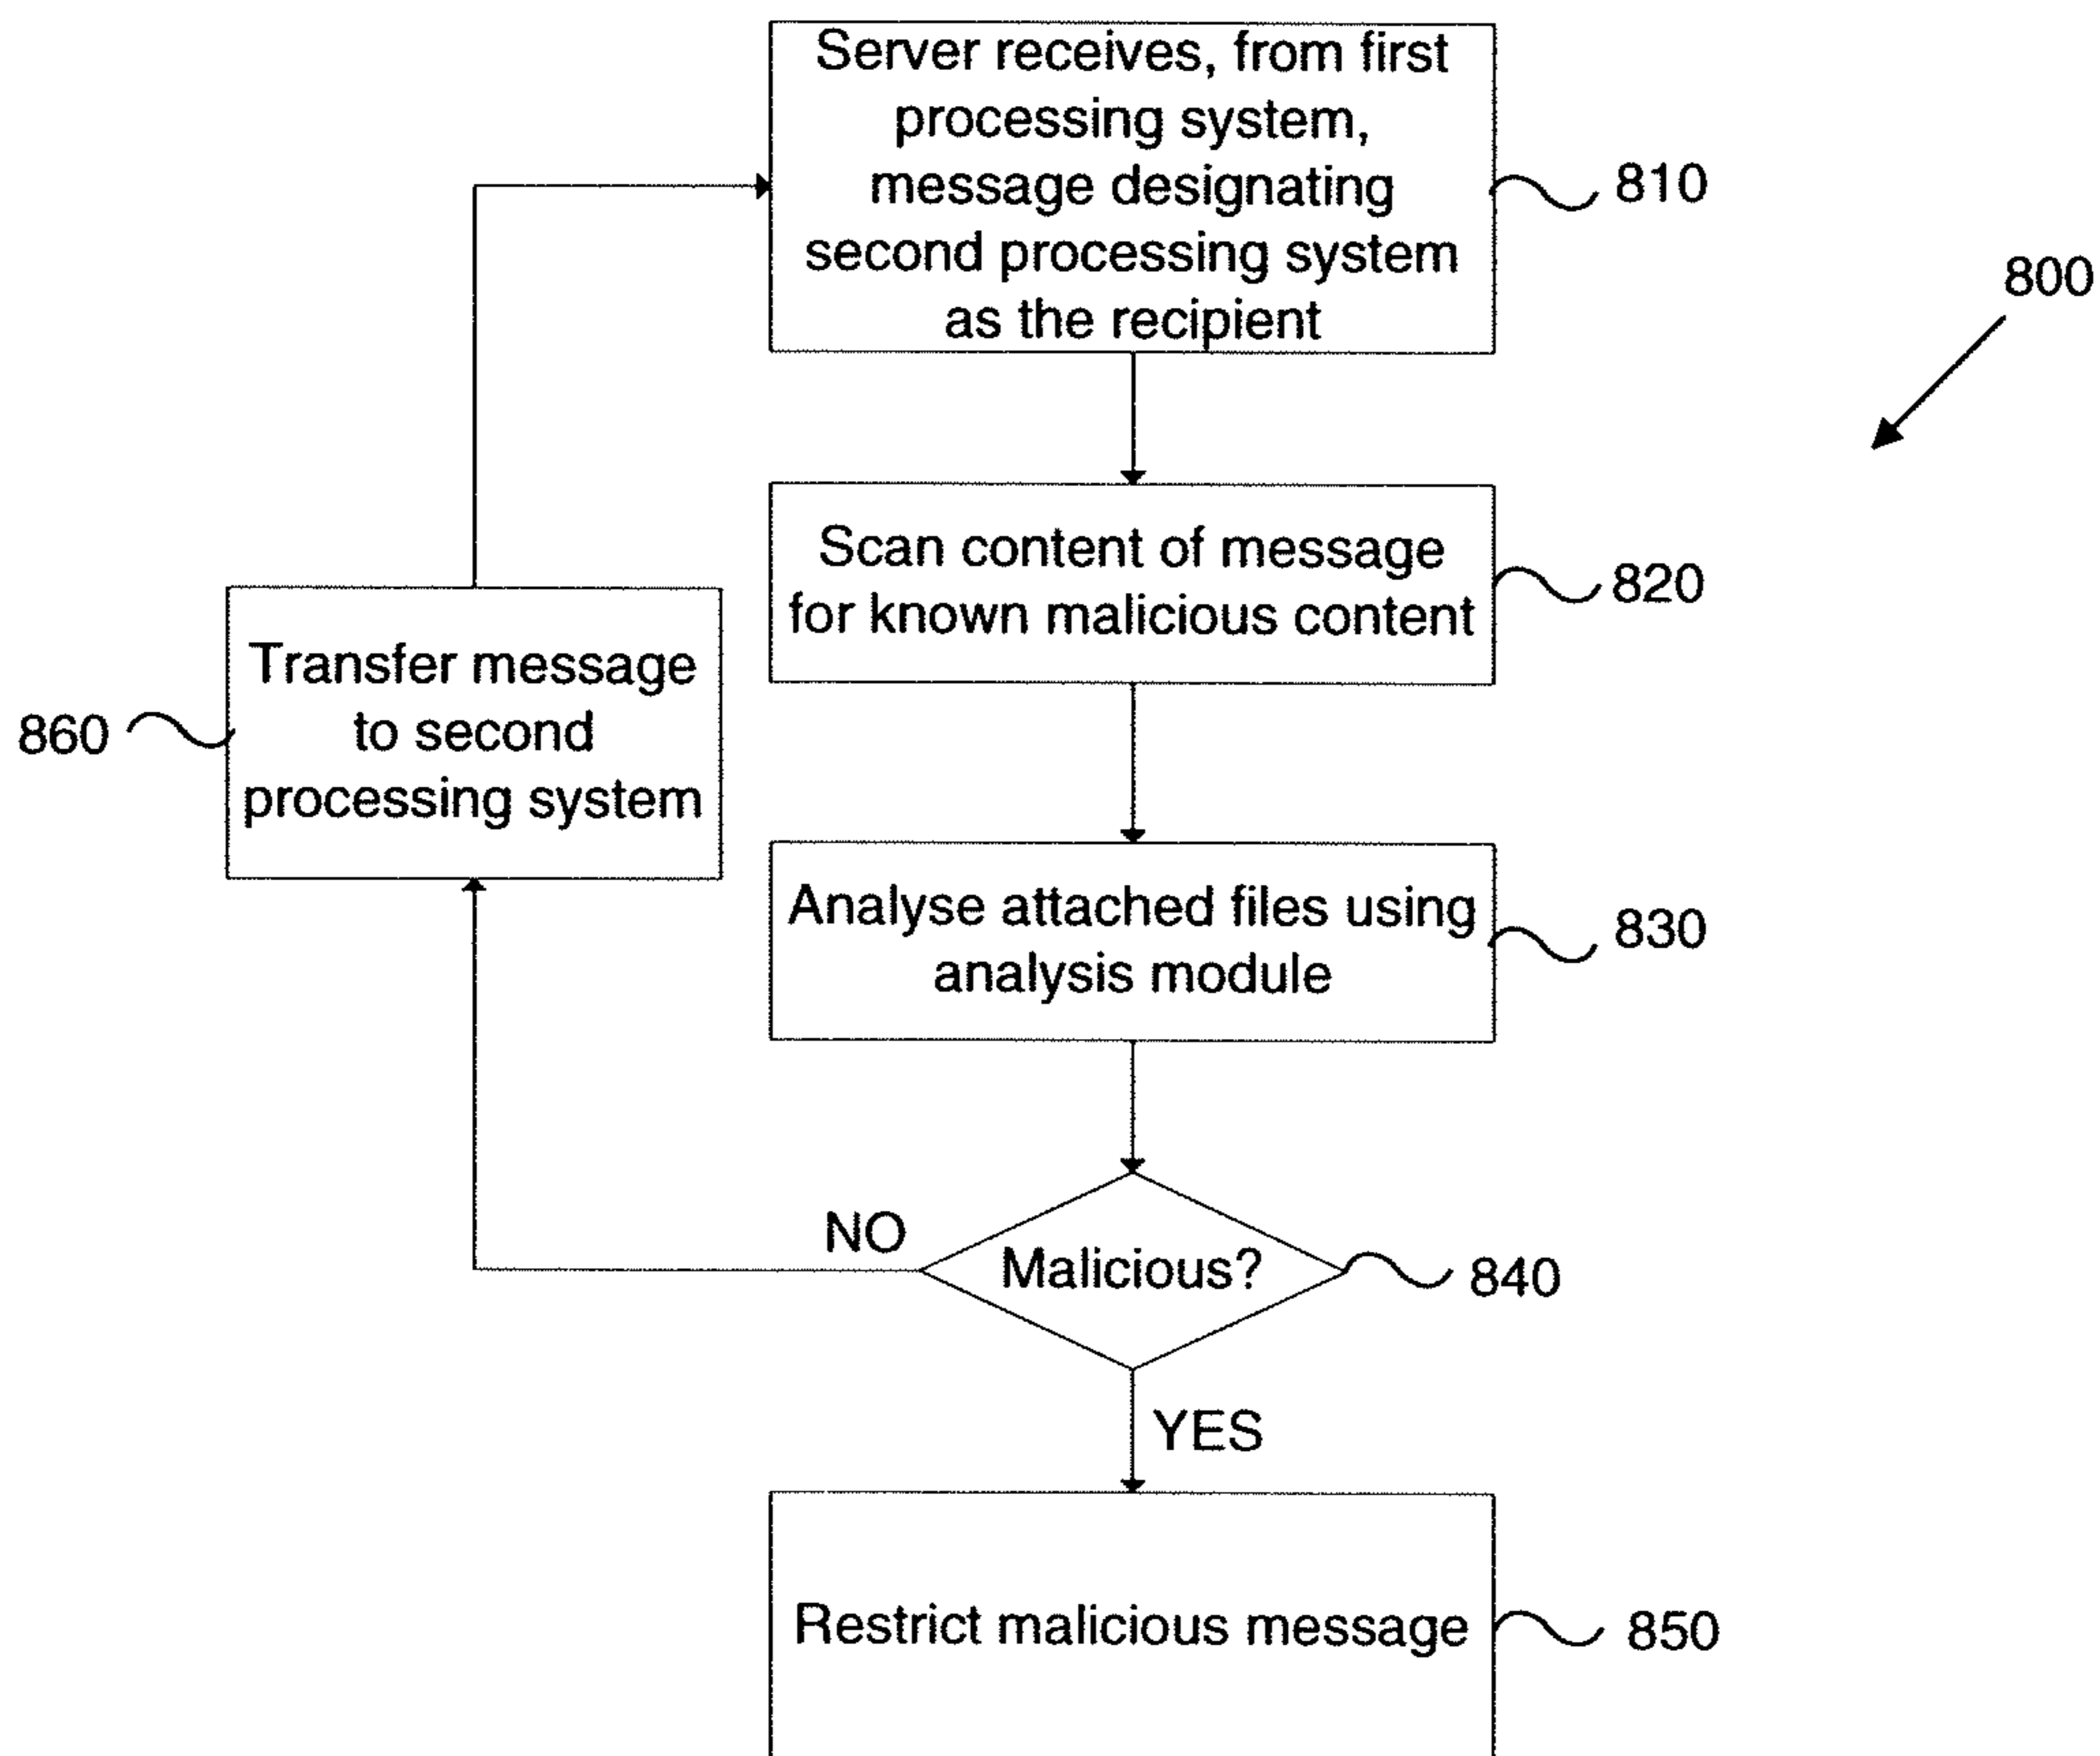 Server receives, from first
processing system,
message designating
second processing system
as the recipient
810
800
Scan content of message
for known malicious content
820
Transfer message
to second
processing system
860
Analyse attached files using
analysis module
830
NO
Malicious?
840
YES
Restrict malicious message
850